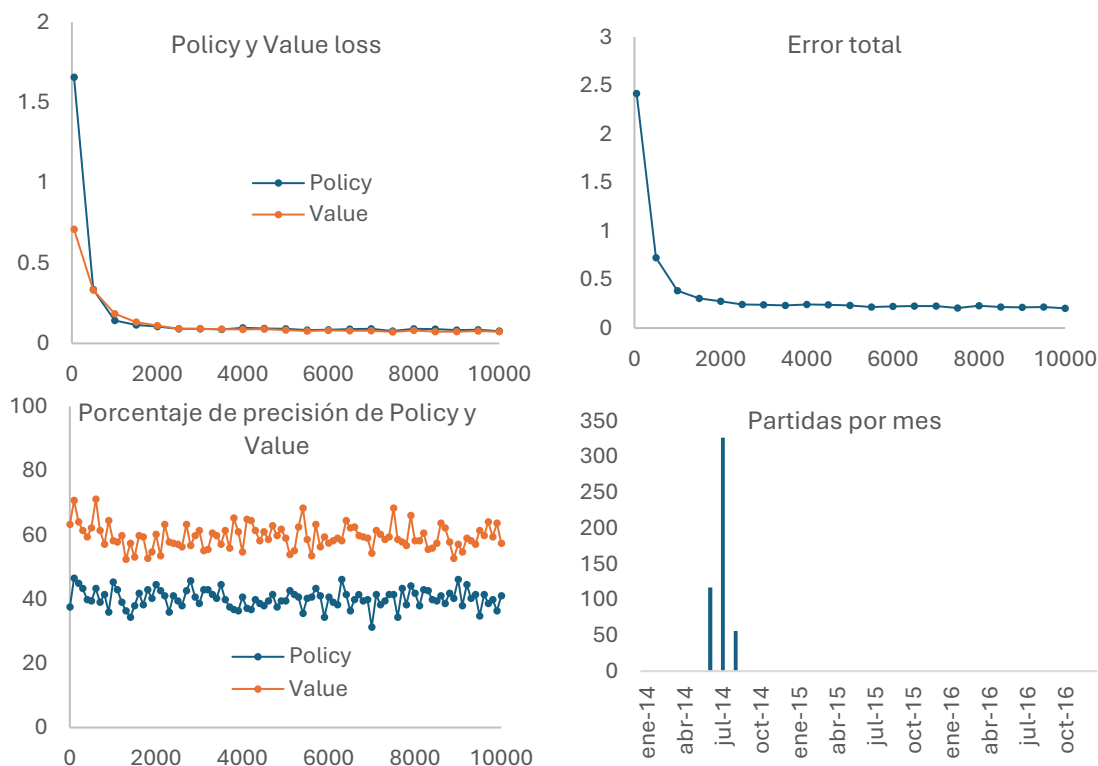 Policy y Value loss
2
1.5
1
0.5
0
Policy
Value
0 2000 4000 6000 8000 10000
Error total
3
2.5
2
1.5
1
0.5
0
0 2000 4000 6000 8000 10000
Porcentaje de precisión de Policy y
Value
100
80
60
40
20
0
Policy
Value
0 2000 4000 6000 8000 10000
Partidas por mes
350
300
250
200
150
100
50
0
ene-14 abr-14 jul-14 oct-14 ene-15 abr-15 jul-15 oct-15 ene-16 abr-16 jul-16 oct-16